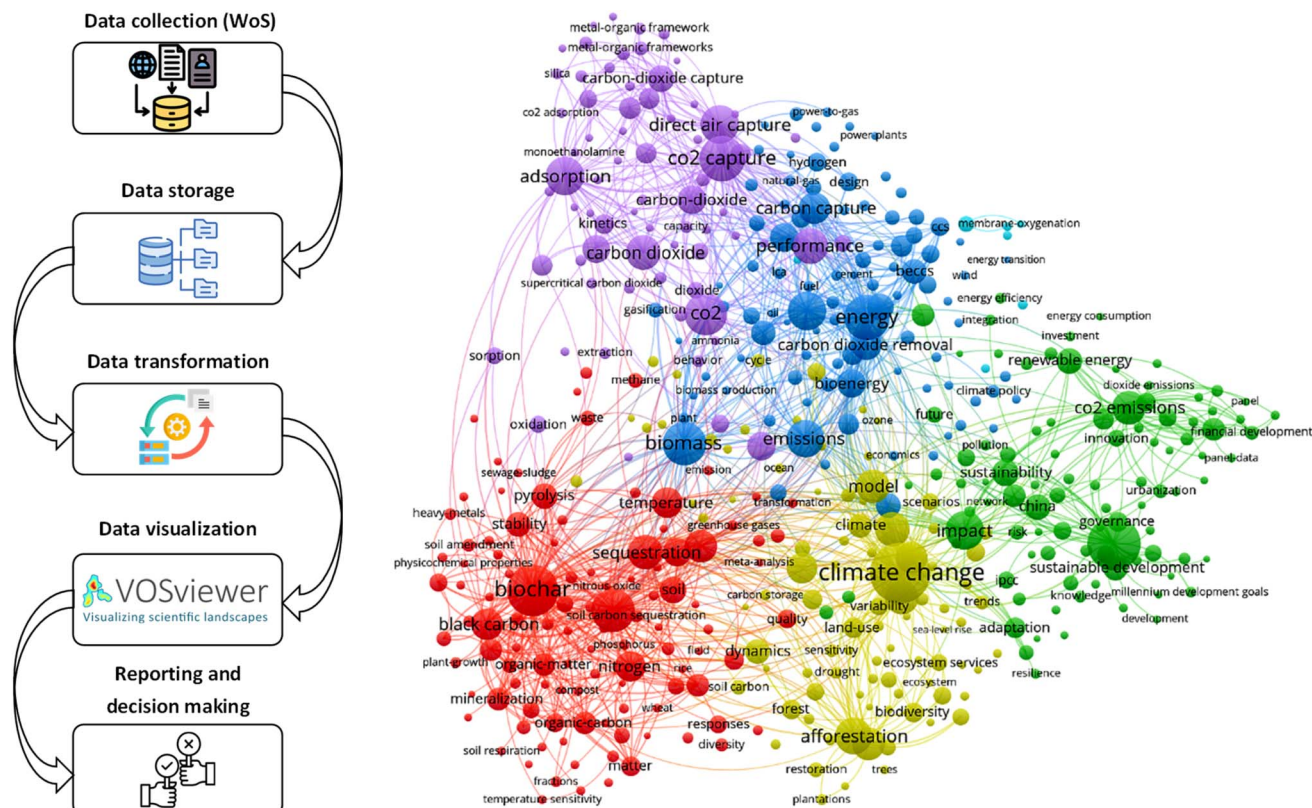 Data collection (WoS)
Data storage
Data transformation
Data visualization
VOSviewer
Visualizing scientific landscapes
Reporting and
decision making
metal-organic framework
metal-organic frameworks
silica
carbon-dioxide capture
co2 adsorption
direct air capture
power-to-gas
power-plants
monoethanolamine
co2 capture
hydrogen
adsorption
natural-gas
design
carbon-dioxide
carbon capture
kinetics
capacity
ccs
membrane-oxygenation
carbon dioxide
performance
energy transition
lca
cement
beccs
wind
supercritical carbon dioxide
dioxide
fuel
energy efficiency
gasification
co2
oil
energy
integration
energy consumption
ammonia
carbon dioxide removal
investment
sorption
extraction
behavior
cycle
renewable energy
methane
biomass production
bioenergy
climate policy
dioxide emissions
co2 emissions
panel
waste
plant
future
oxidation
ozone
innovation
financial development
biomass
emissions
pollution
panel-data
sewage-sludge
emission
ocean
economics
sustainability
pyrolysis
model
urbanization
heavy-metals
temperature
transformation
scenarios
network
china
stability
greenhouse gases
climate
impact
risk
governance
soil amendment
sequestration
meta-analysis
physicochemical properties
climate change
sustainable development
biochar
nitrous-oxide
soil
carbon storage
ipcc
variability
trends
knowledge
millennium development goals
soil carbon sequestration
quality
land-use
development
black carbon
sea level rise
adaptation
phosphorus
field
dynamics
sensitivity
plant-growth
organic-matter
nitrogen
rice
drought
ecosystem services
resilience
compost
soil carbon
ecosystem
mineralization
wheat
forest
biodiversity
organic-carbon
responses
afforestation
soil respiration
diversity
matter
restoration
trees
fractions
temperature sensitivity
plantations